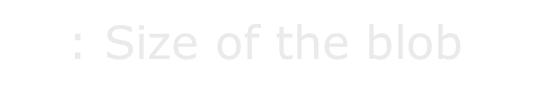 : Size of the blob